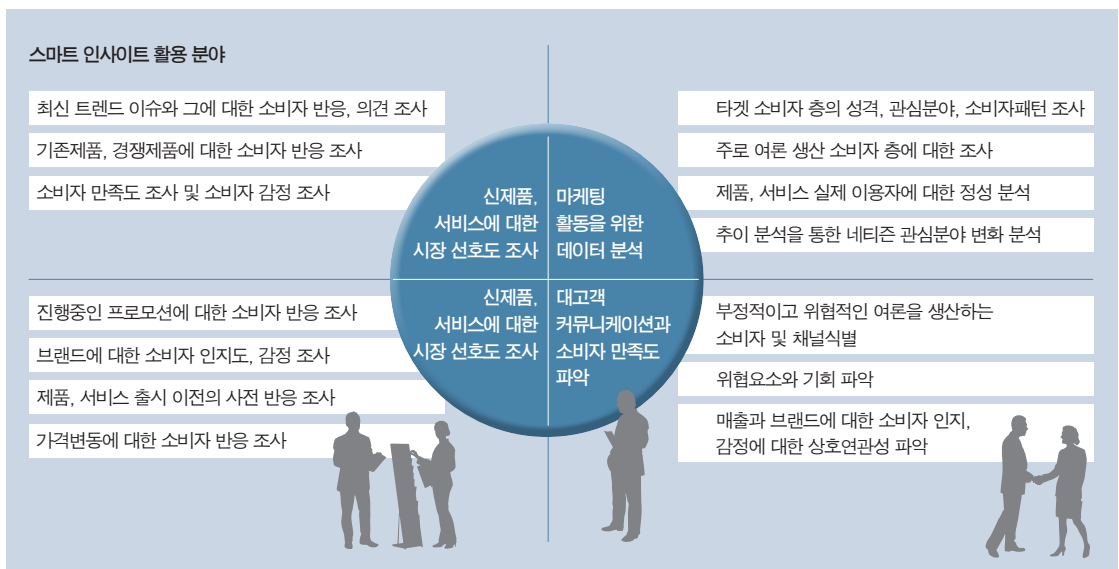 스마트 인사이트 활용 분야
최신 트렌드 이슈와 그에 대한 소비자 반응, 의견 조사
기존제품, 경쟁제품에 대한 소비자 반응 조사
소비자 만족도 조사 및 소비자 감정 조사
신제품,
서비스에 대한
시장 선호도 조사
마케팅
활동을 위한
데이터 분석
타겟 소비자 층의 성격, 관심분야, 소비자패턴 조사
주로 여론 생산 소비자 층에 대한 조사
제품, 서비스 실제 이용자에 대한 정성 분석
추이 분석을 통한 네티즌 관심분야 변화 분석
진행중인 프로모션에 대한 소비자 반응 조사
브랜드에 대한 소비자 인지도, 감정 조사
제품, 서비스 출시 이전의 사전 반응 조사
가격변동에 대한 소비자 반응 조사
신제품,
서비스에 대한
시장 선호도 조사
대고객
커뮤니케이션과
소비자 만족도
파악
부정적이고 위협적인 여론을 생산하는
소비자 및 채널식별
위협요소와 기회 파악
매출과 브랜드에 대한 소비자 인지,
감정에 대한 상호연관성 파악